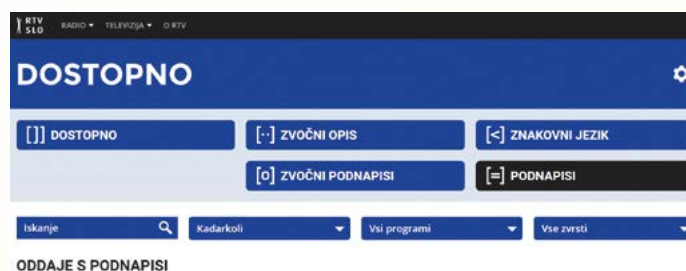 RTV
SLO
RADIO TELEVIZIJA O RTV
DOSTOPNO
[ ] ] DOSTOPNO [··] ZVOČNI OPIS [<] ZNAKOVNI JEZIK
[o] ZVOČNI PODNAPISI [=] PODNAPISI
Iskanje Kadarkoli Vsi programi Vse zvrsti
ODDAJE S PODNAPISI